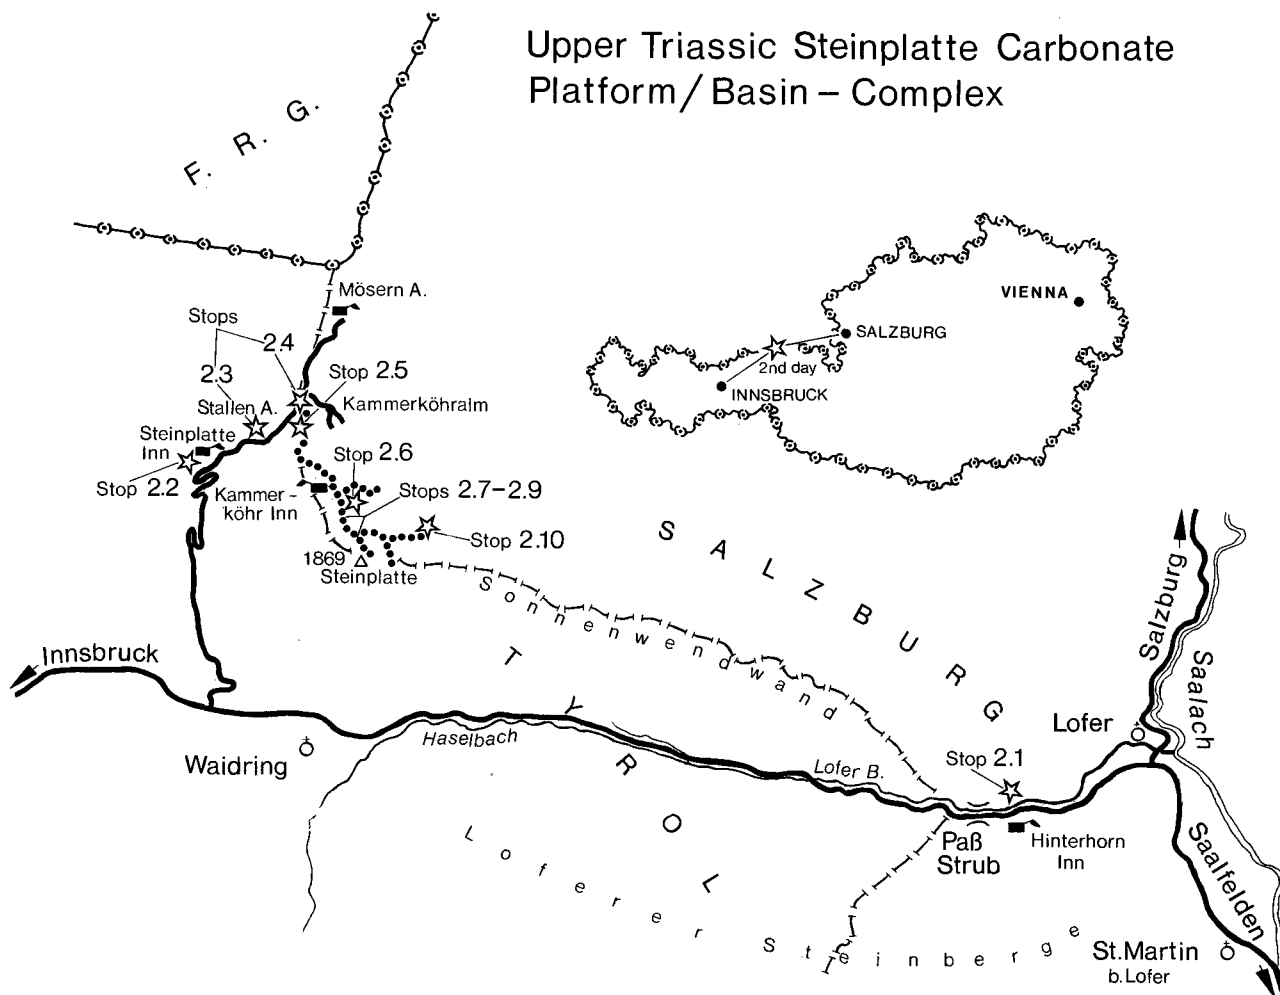 Upper Triassic Steinplatte Carbonate
Platform/Basin – Complex
F. R. G.
Mösern A.
Stops
2.4
2.3
Stop 2.5
Stallen A.
Kammerköhralm
Steinplatte
Inn
Stop 2.2
Stop 2.6
Kammer–
köhr Inn
Stops 2.7–2.9
Stop 2.10
1869
Steinplatte
VIENNA
SALZBURG
2nd day
INNSBRUCK
SALZBURG
Sonnenwendwand
TYROL
Innsbruck
Waidring
Haselbach
Lofer B.
Stop 2.1
Lofer
Salzburg
Saalach
Paß
Strub
Hinterhorn
Inn
Saalfelden
Loferer Steinberge
St.Martin
b.Lofer